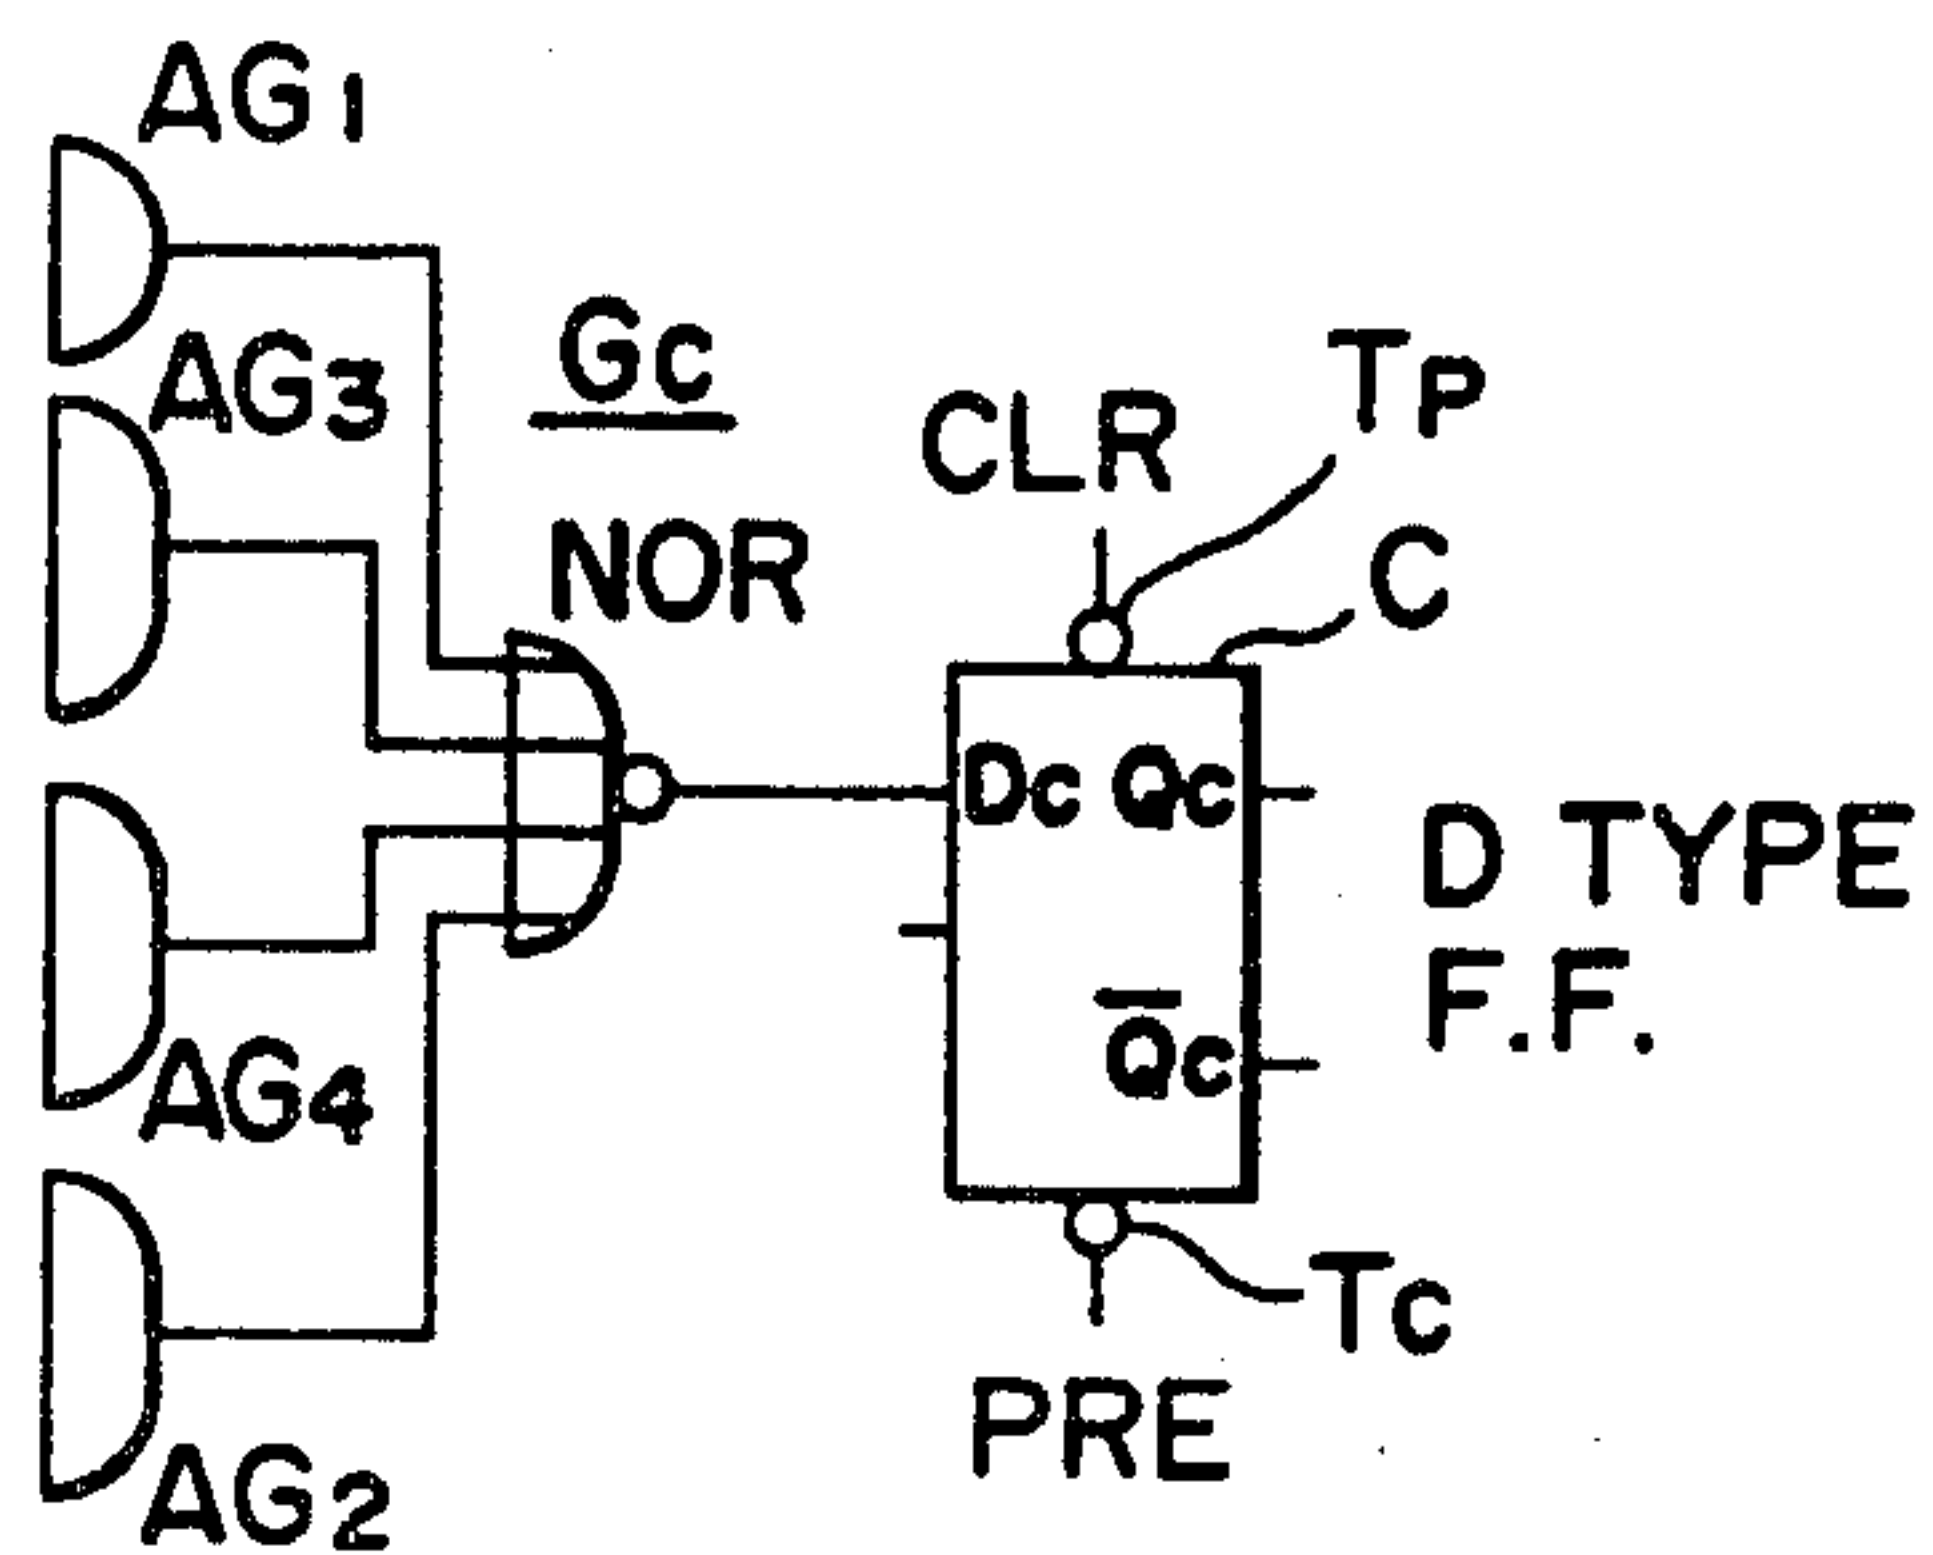 AG1
AG3
Gc
NOR
CLR
Tp
C
Dc Qc
D TYPE
F.F.
Q̅c
AG4
Tc
PRE
AG2